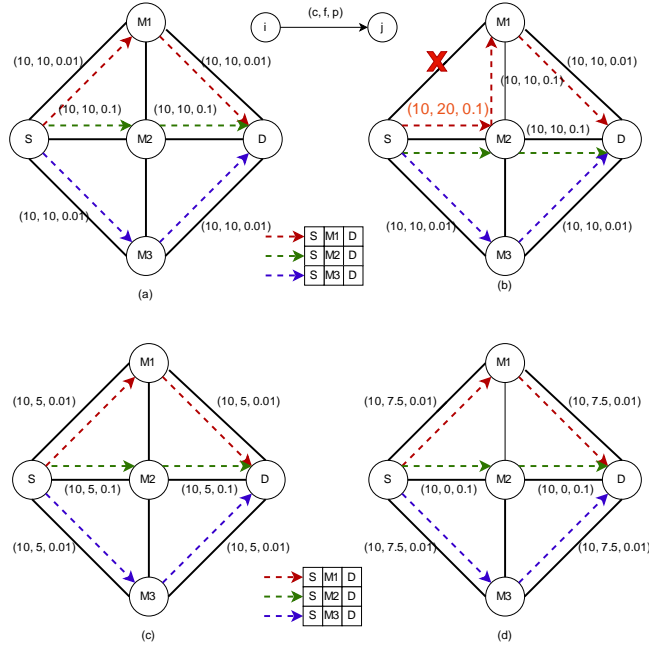 M1
(c, f, p)
i
j
M1
(10, 10, 0.01)
(10, 10, 0.01)
X
(10, 10, 0.01)
(10, 10, 0.1)
(10, 10, 0.1)
(10, 10, 0.1)
(10, 20, 0.1)
(10, 10, 0.1)
S
M2
D
S
M2
D
(10, 10, 0.01)
(10, 10, 0.01)
(10, 10, 0.01)
(10, 10, 0.01)
M3
M3
S M1 D
S M2 D
S M3 D
(a)
(b)
M1
M1
(10, 5, 0.01)
(10, 5, 0.01)
(10, 7.5, 0.01)
(10, 7.5, 0.01)
S
M2
D
S
M2
D
(10, 5, 0.1)
(10, 5, 0.1)
(10, 0, 0.1)
(10, 0, 0.1)
(10, 5, 0.01)
(10, 5, 0.01)
(10, 7.5, 0.01)
(10, 7.5, 0.01)
M3
M3
S M1 D
S M2 D
S M3 D
(c)
(d)